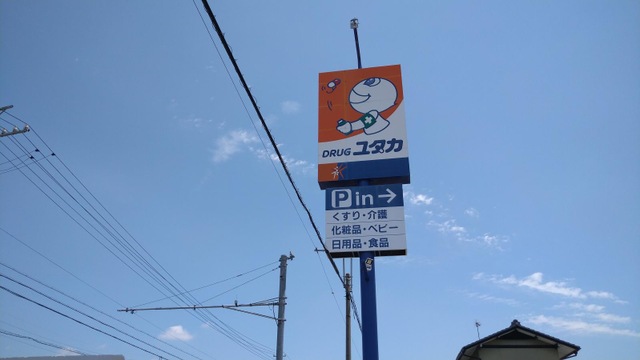 DRUG ユタカ
P in →
くすり・介護
化粧品・ベビー
日用品・食品